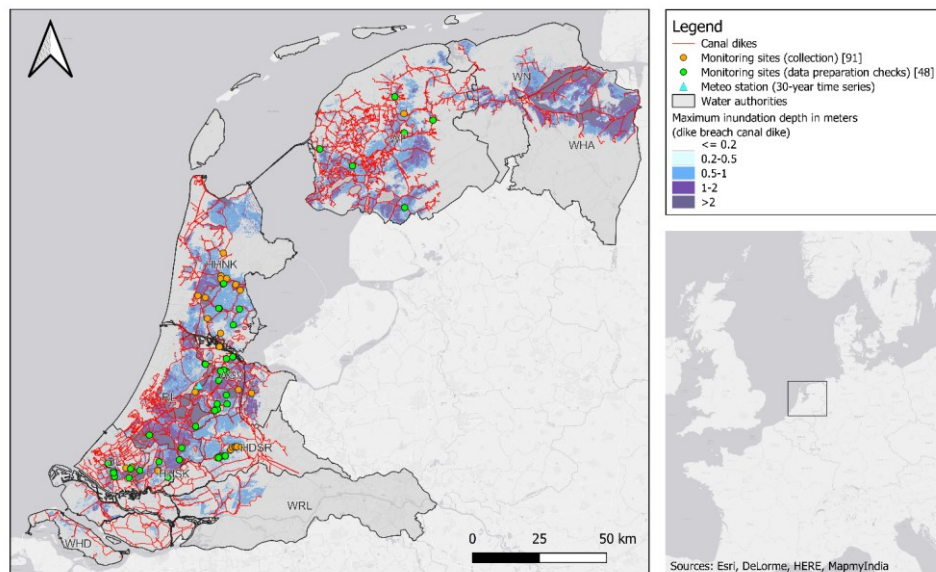 Legend
Canal dikes
Monitoring sites (collection) [91]
Monitoring sites (data preparation checks) [48]
Meteo station (30-year time series)
Water authorities
Maximum inundation depth in meters
(dike breach canal dike)
<= 0.2
0.2-0.5
0.5-1
1-2
>2
WN
WHA
HHNK
HDSR
WRL
WHD
0 25 50 km
Sources: Esri, DeLorme, HERE, MapmyIndia